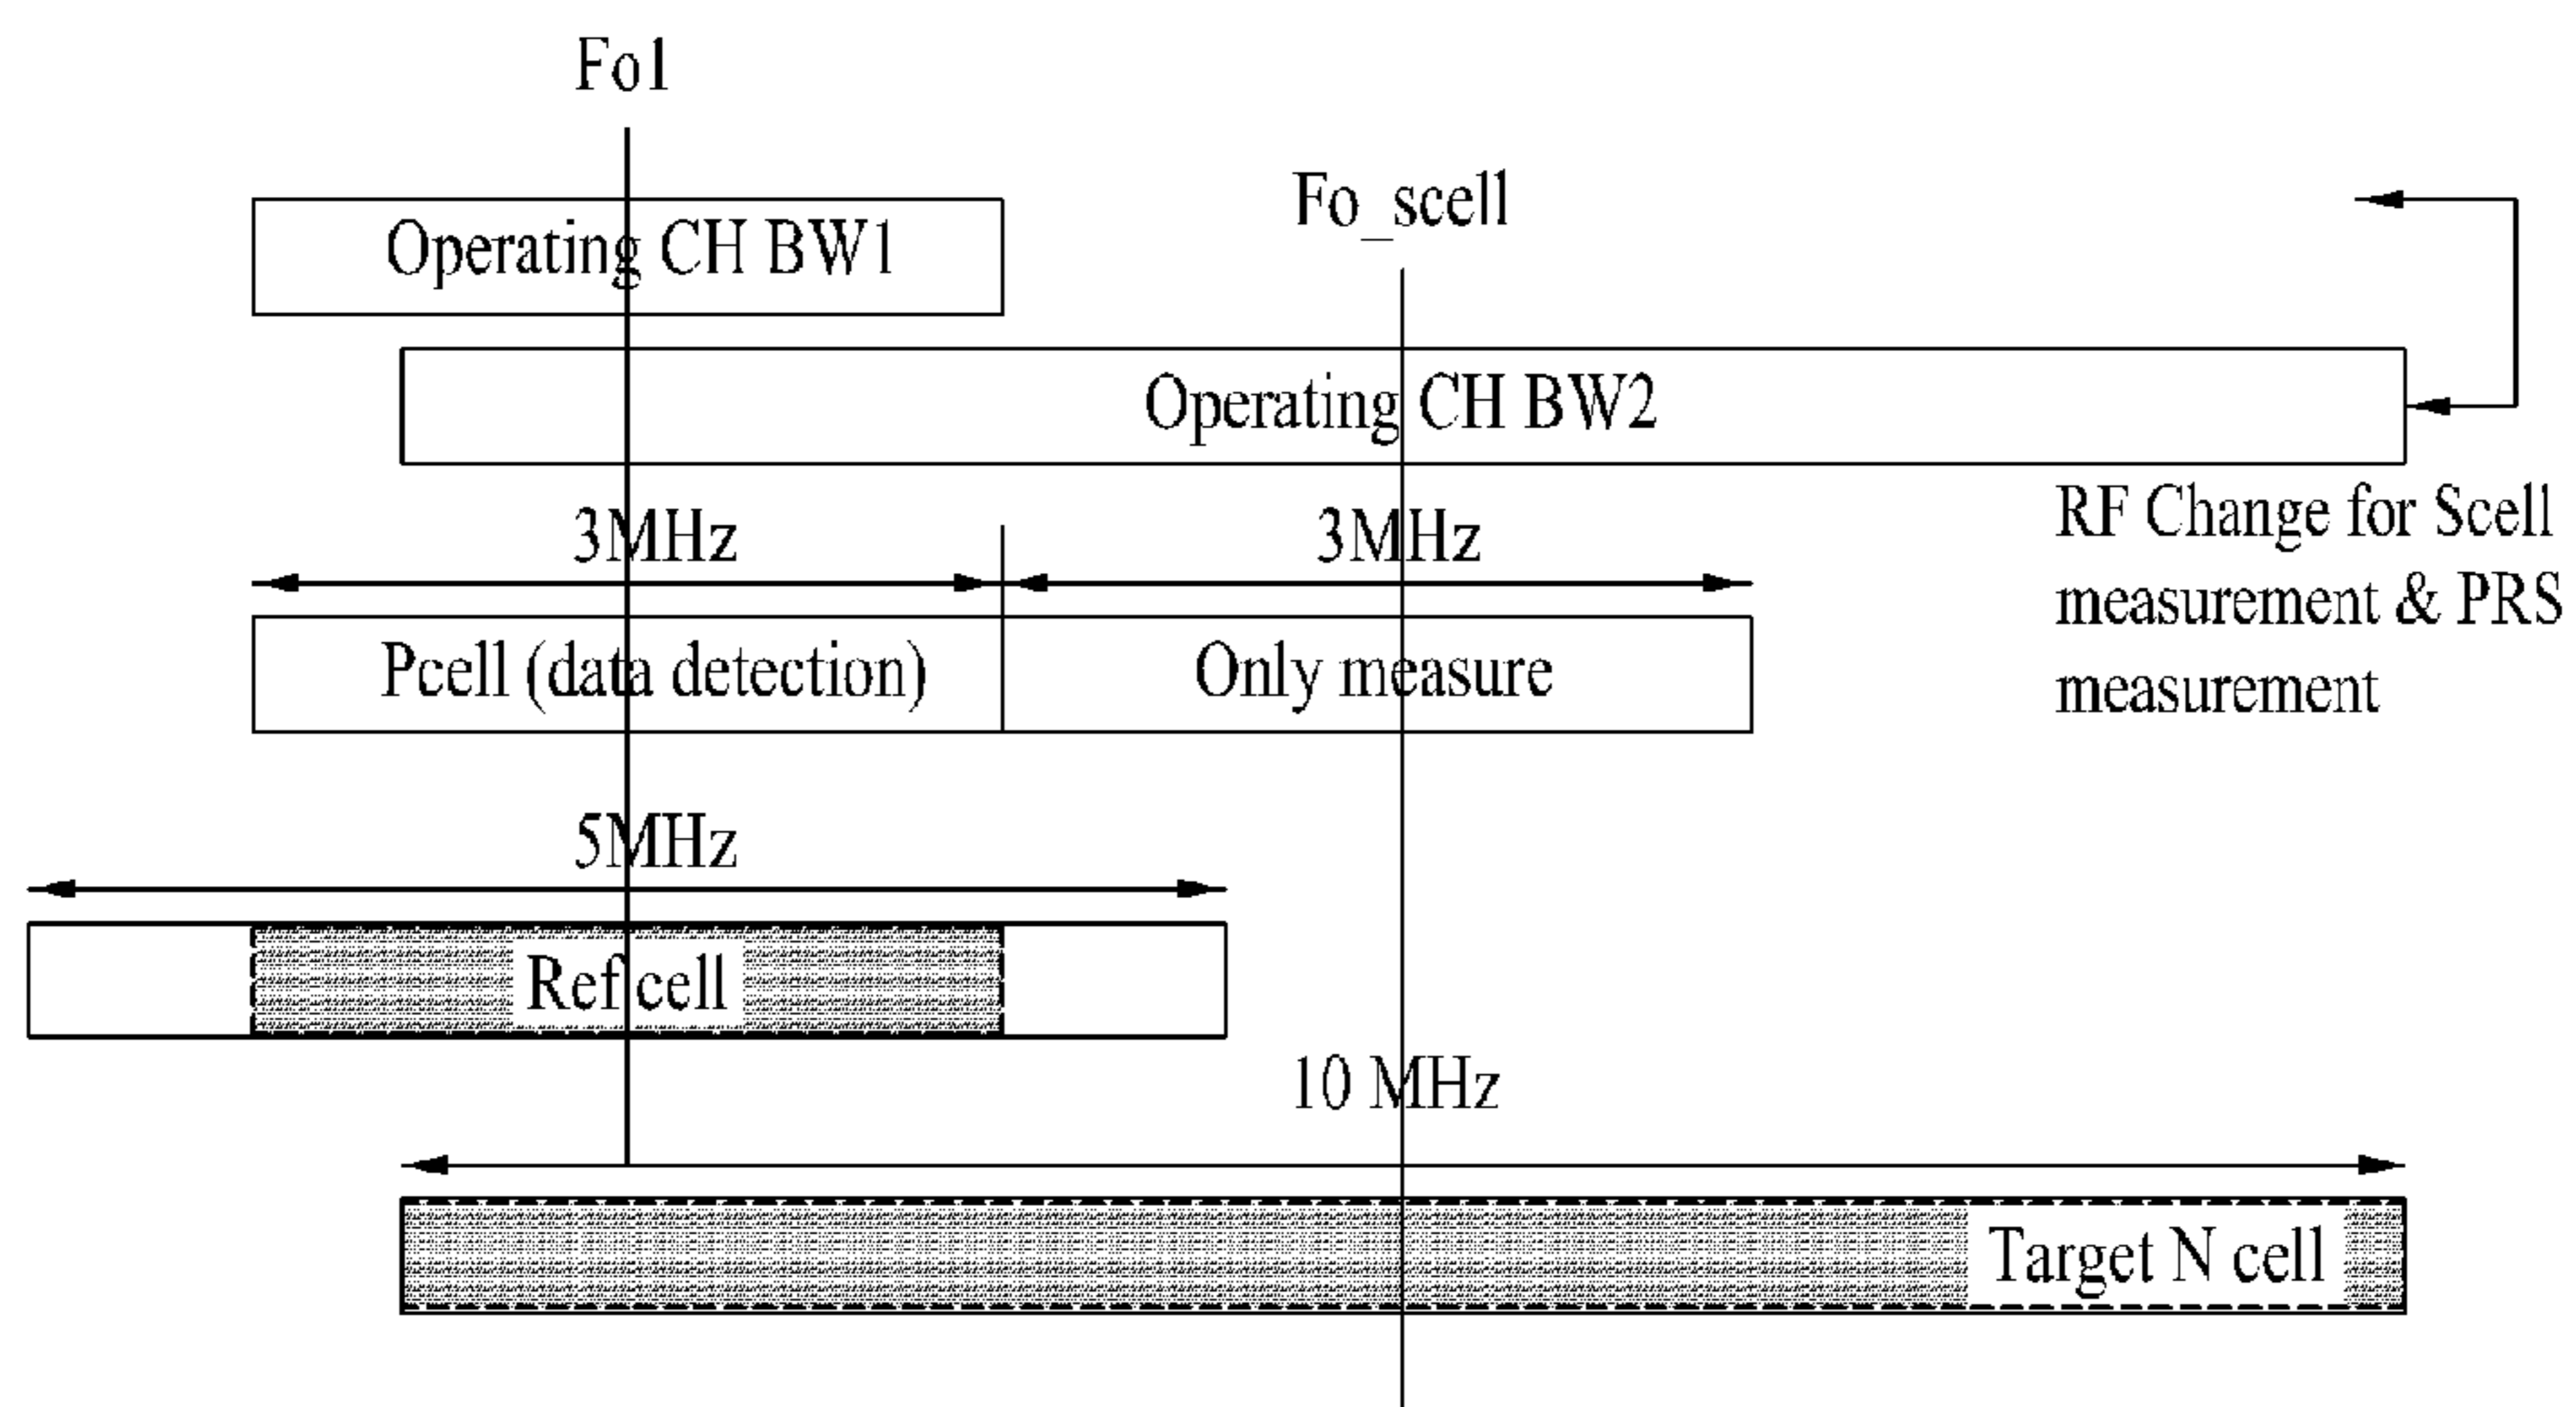 Fo1
Fo_scell
Operating CH BW1
Operating CH BW2
3MHz
3MHz
RF Change for Scell
measurement & PRS
measurement
Pcell (data detection)
Only measure
5MHz
Ref cell
10 MHz
Target N cell